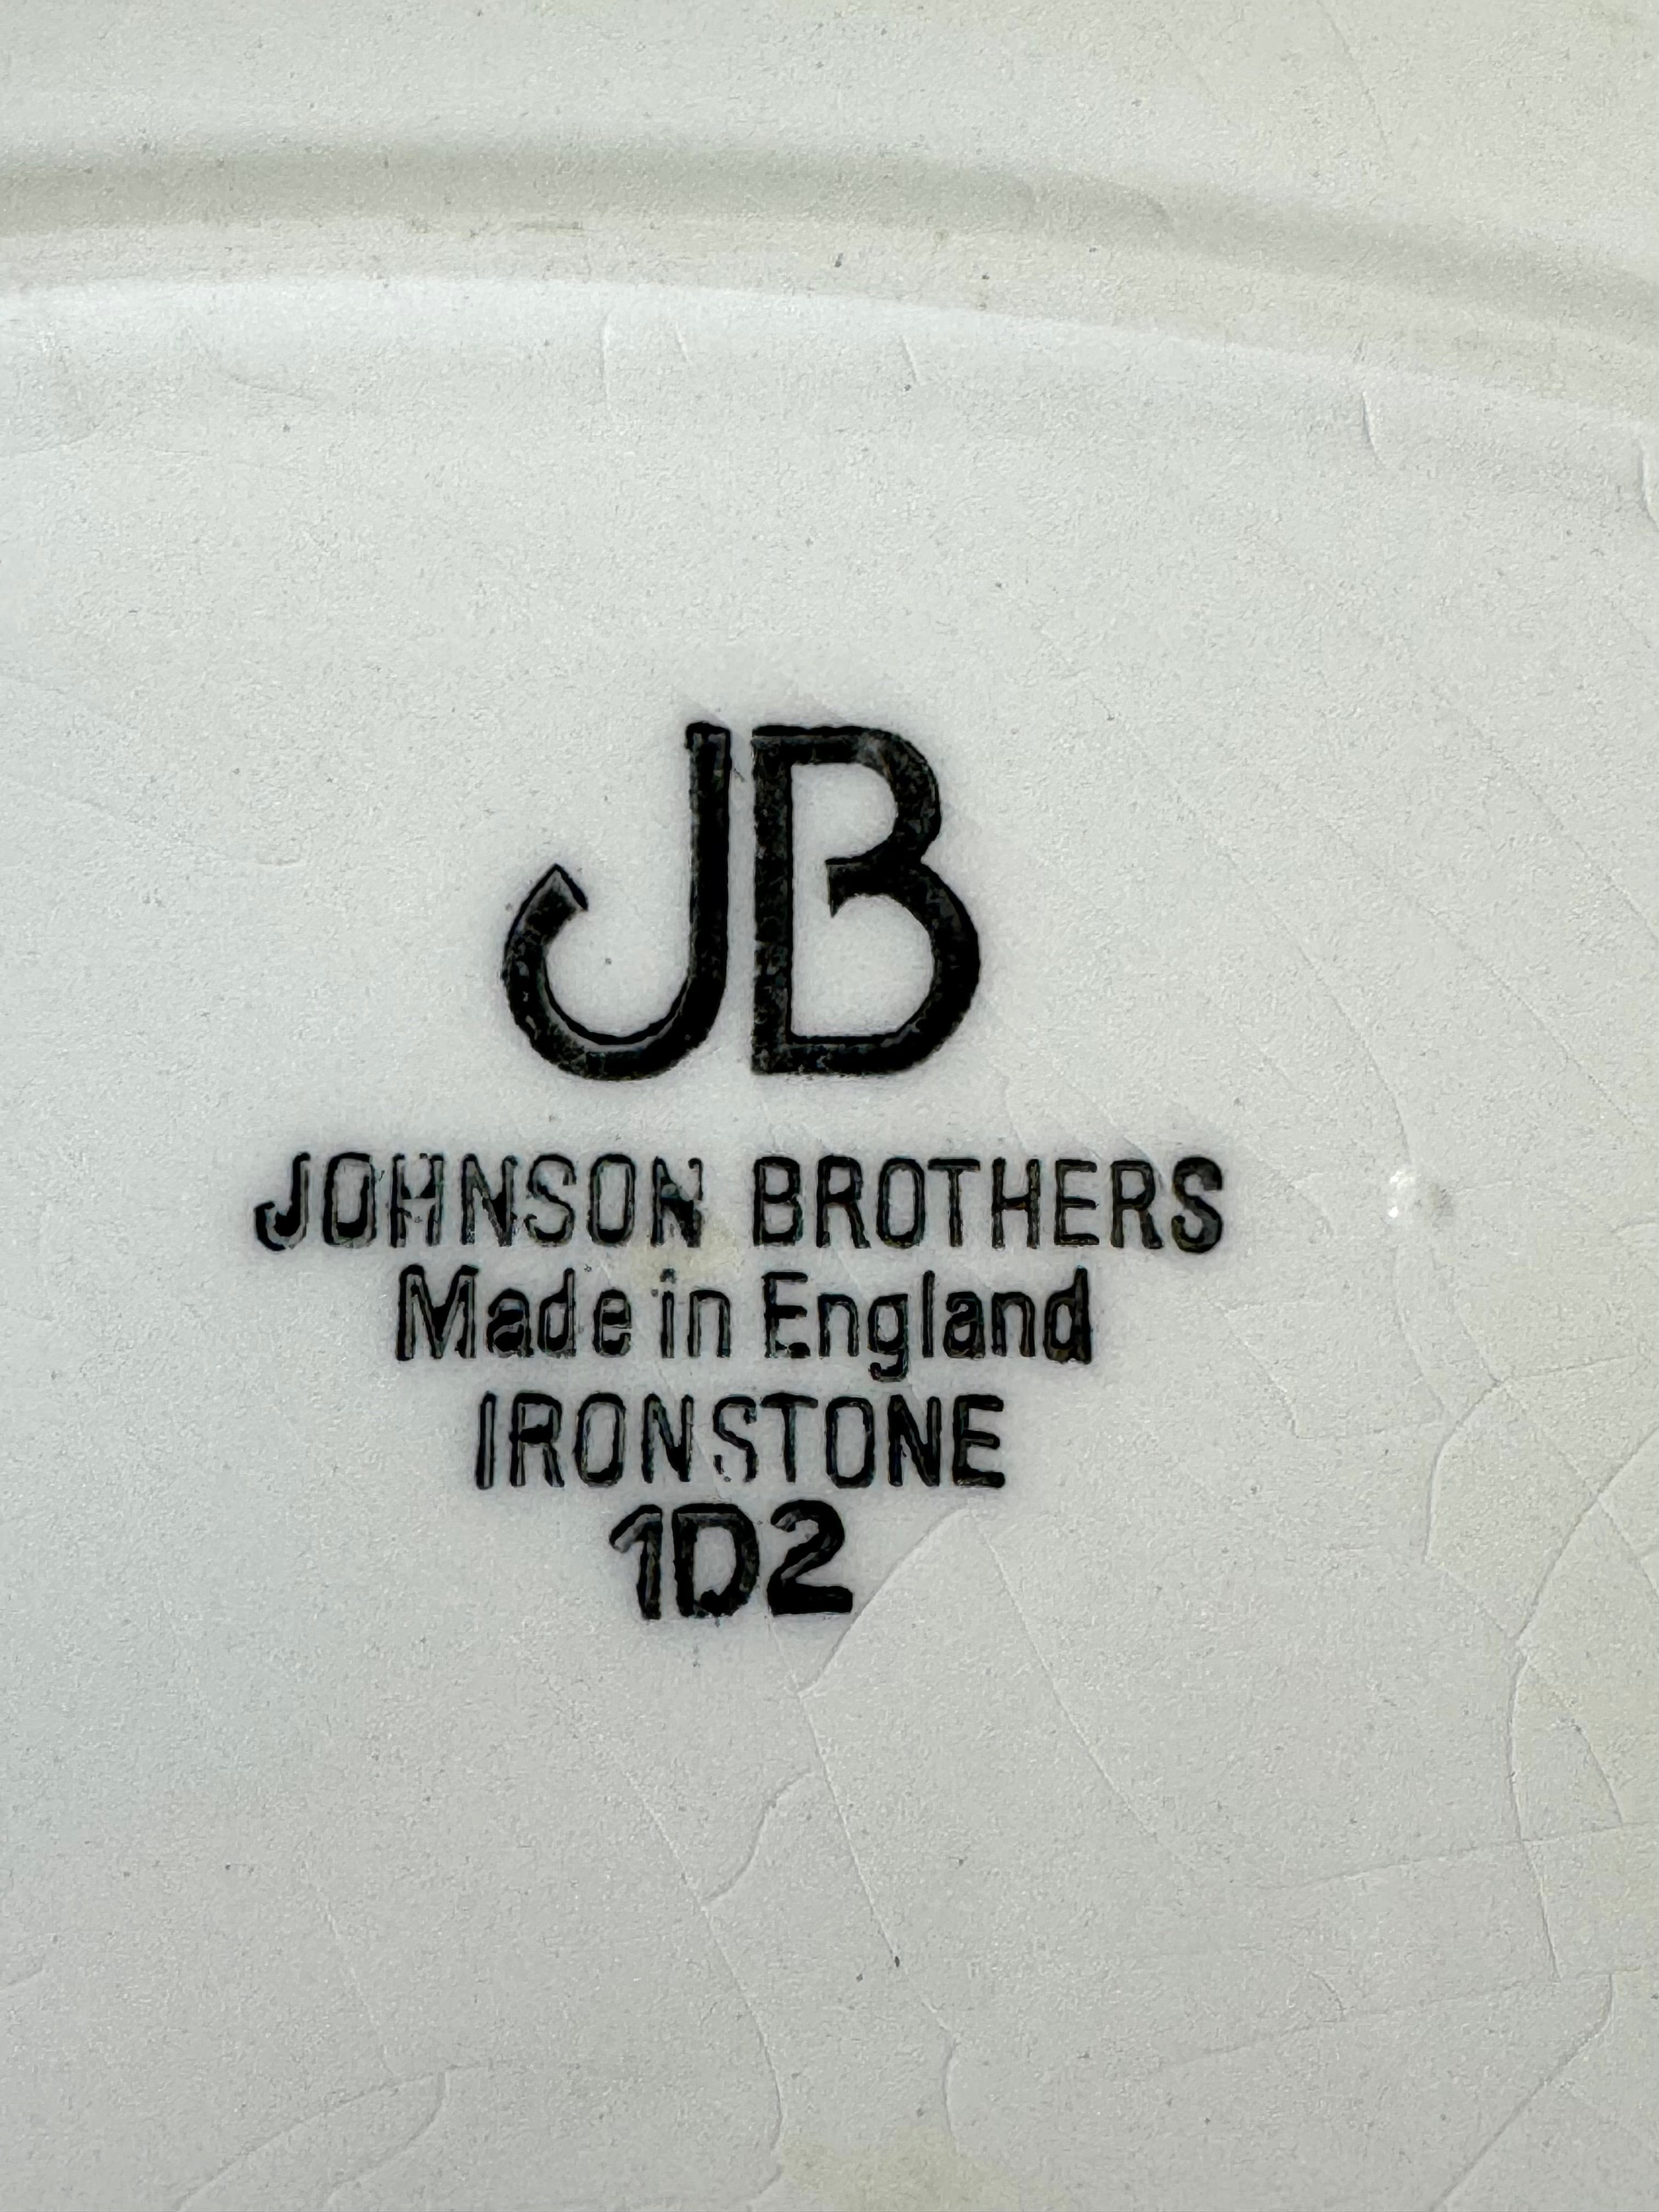 JB
JOHNSON BROTHERS
Made in England
IRONSTONE
1D2